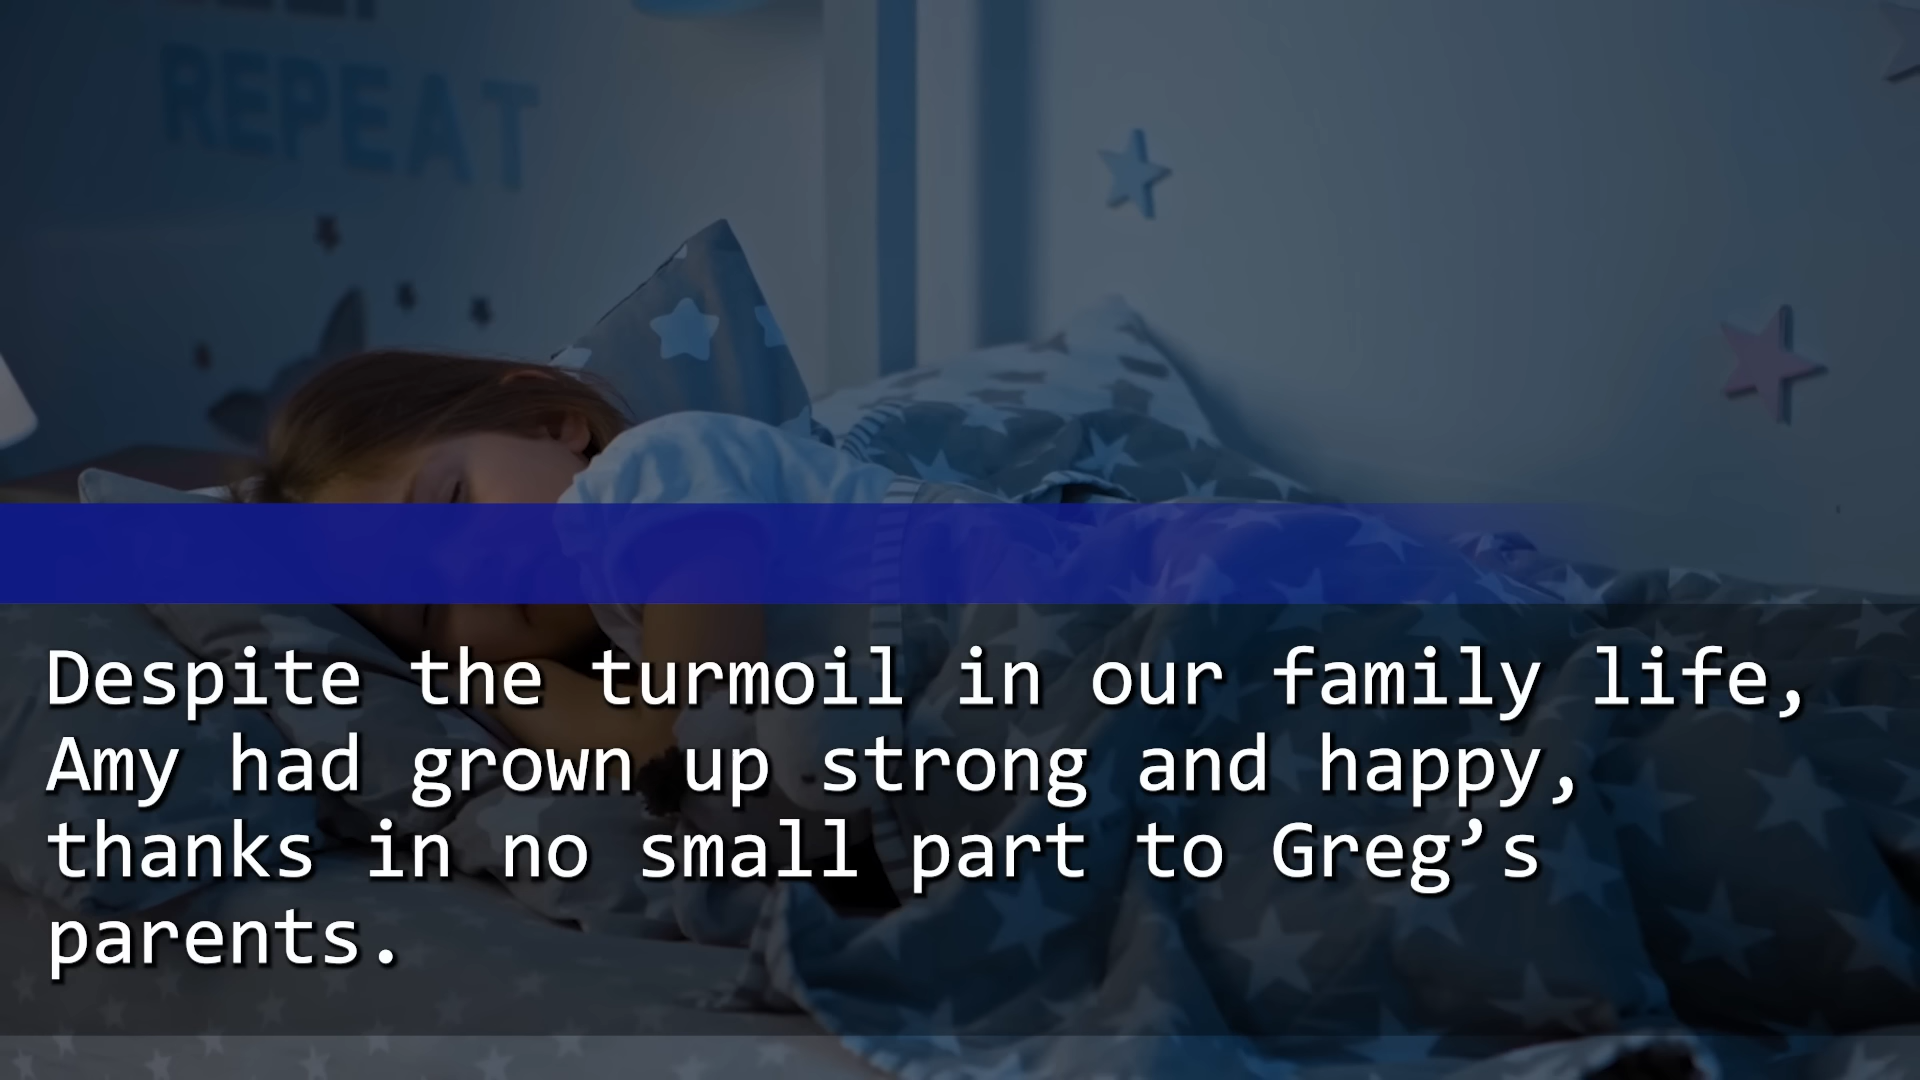 REPEAT
Despite the turmoil in our family life,
Amy had grown up strong and happy,
thanks in no small part to Greg’s
parents.